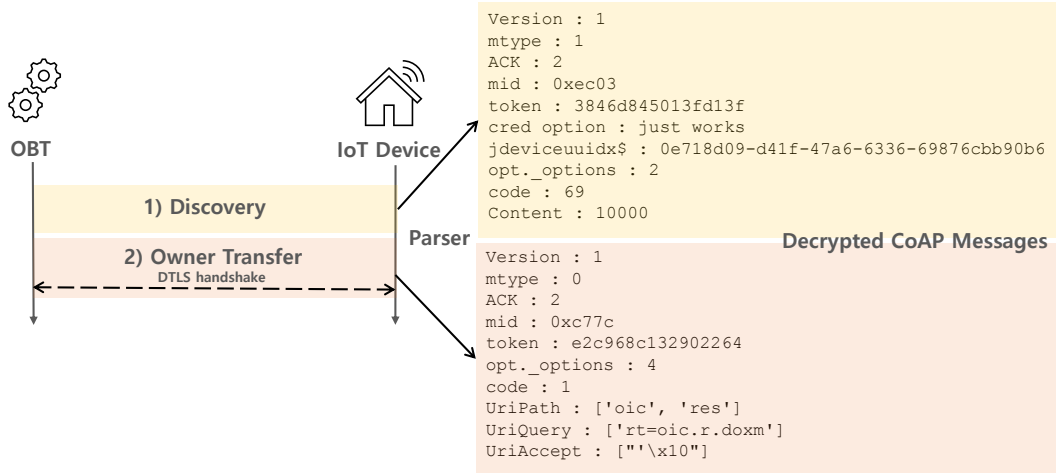 OBT
IoT Device
1) Discovery
2) Owner Transfer
DTLS handshake
Parser
Version : 1
mtype : 1
ACK : 2
mid : 0xec03
token : 3846d845013fd13f
cred option : just works
jdeviceuuidx$ : 0e718d09-d41f-47a6-6336-69876cbb90b6
opt._options : 2
code : 69
Content : 10000
Decrypted CoAP Messages
Version : 1
mtype : 0
ACK : 2
mid : 0xc77c
token : e2c968c132902264
opt._options : 4
code : 1
UriPath : ['oic', 'res']
UriQuery : ['rt=oic.r.doxm']
UriAccept : ["'\x10"]